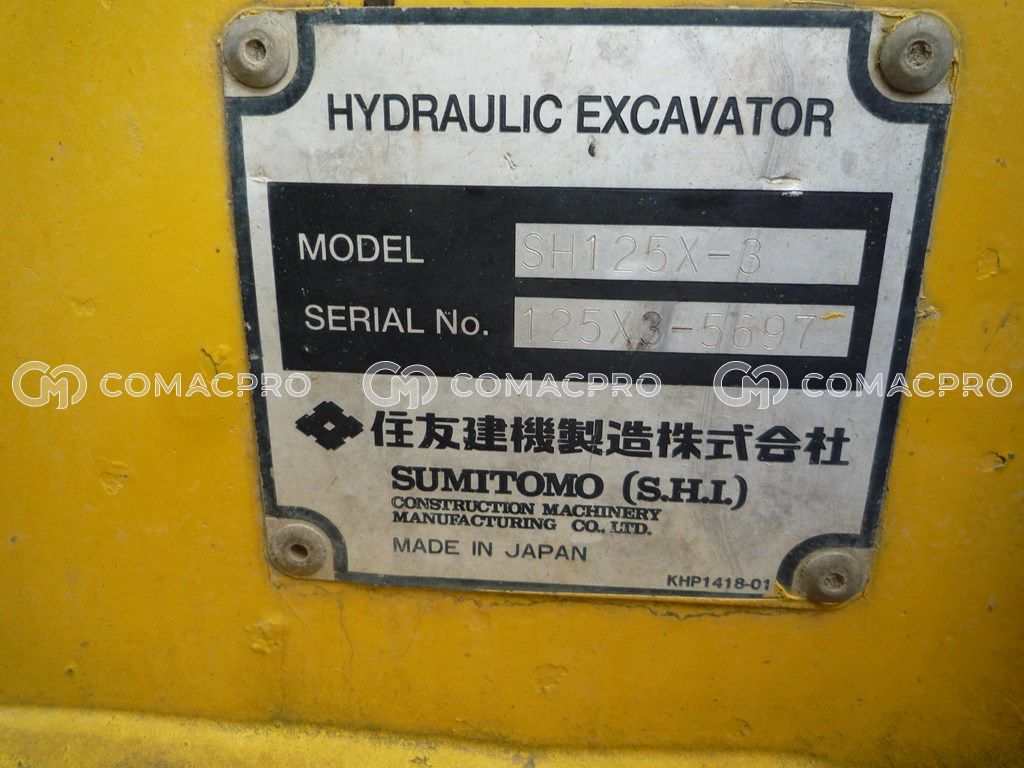 HYDRAULIC EXCAVATOR
MODEL SH125X-3
SERIAL No. 125X3-5697
COMACPRO COMACPRO COMACPRO
住友建機製造株式会社
SUMITOMO (S.H.I.)
CONSTRUCTION MACHINERY
MANUFACTURING CO., LTD.
MADE IN JAPAN
KHP1418-01